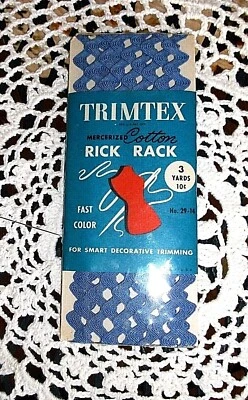 TRIMTEX
MERCERIZED Cotton
RICK RACK
3
YARDS
10¢
FAST
COLOR
No. 29-14
FOR SMART DECORATIVE TRIMMING